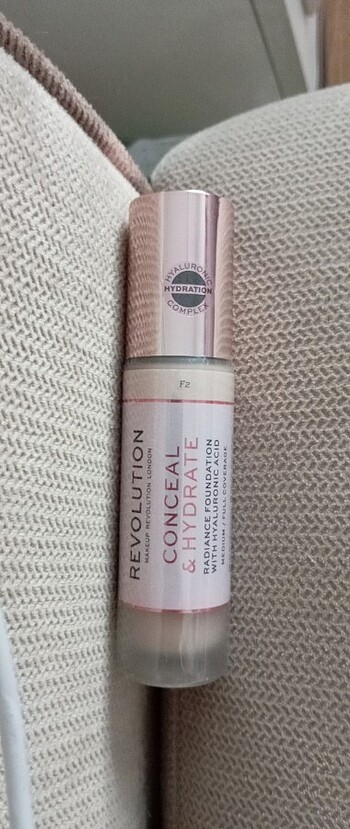 HYALURONIC
HYDRATION
COMPLEX
F2
REVOLUTION
MAKEUP REVOLUTION LONDON
CONCEAL
& HYDRATE
RADIANCE FOUNDATION
WITH HYALURONIC ACID
MEDIUM / FULL COVERAGE